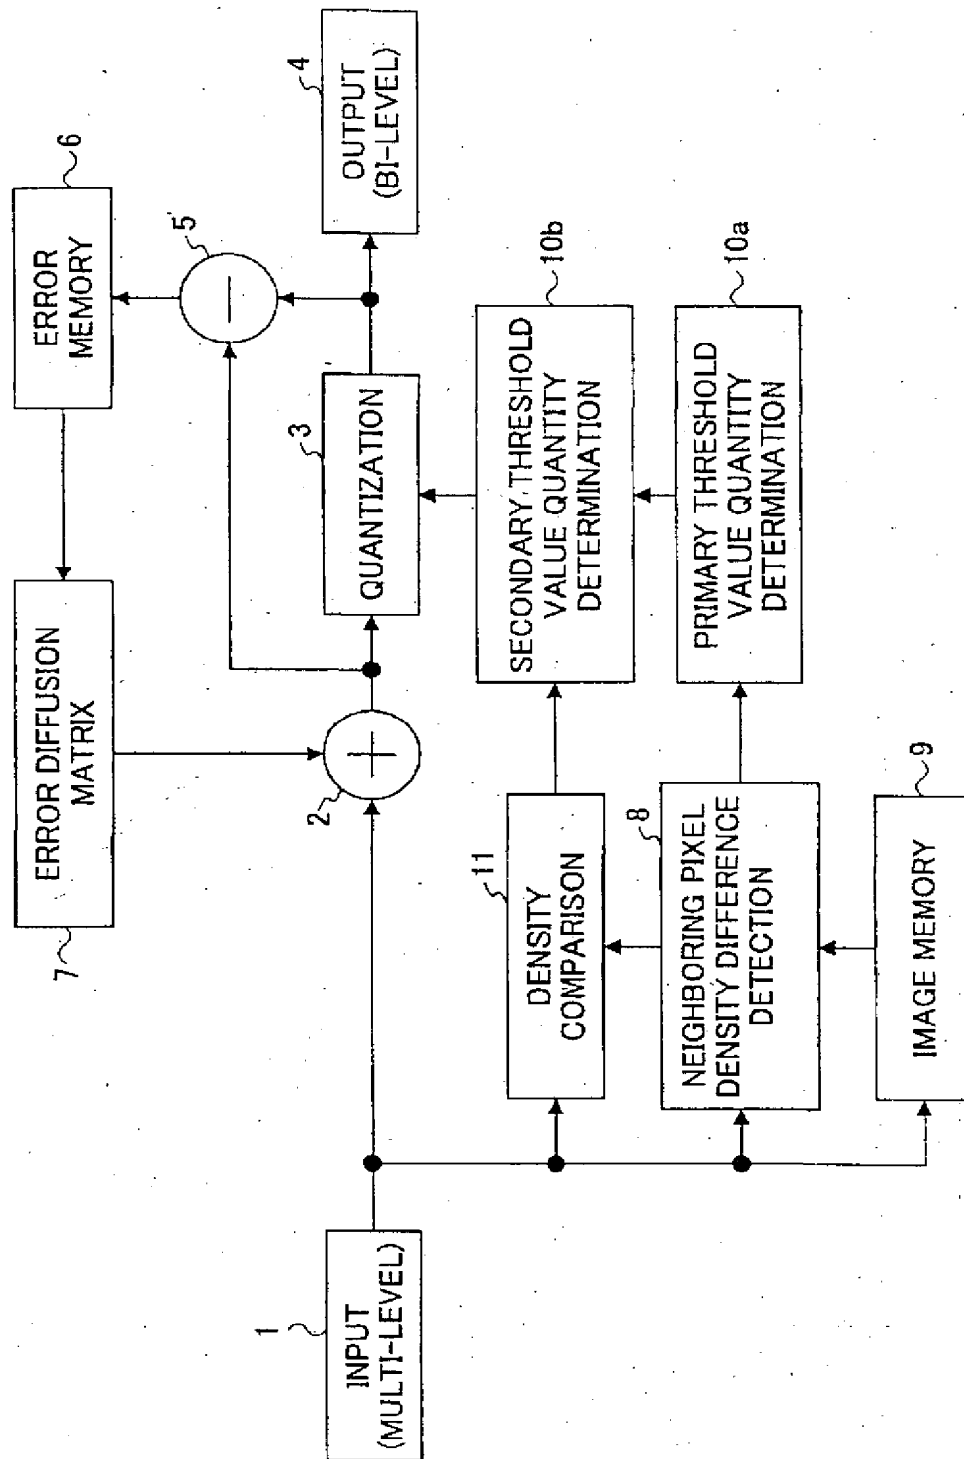 7
ERROR DIFFUSION
MATRIX
6
ERROR
MEMORY
5
1
INPUT
(MULTI-LEVEL)
2
3
QUANTIZATION
4
OUTPUT
(BI-LEVEL)
11
DENSITY
COMPARISON
10b
SECONDARY THRESHOLD
VALUE QUANTITY
DETERMINATION
8
NEIGHBORING PIXEL
DENSITY DIFFERENCE
DETECTION
10a
PRIMARY THRESHOLD
VALUE QUANTITY
DETERMINATION
9
IMAGE MEMORY